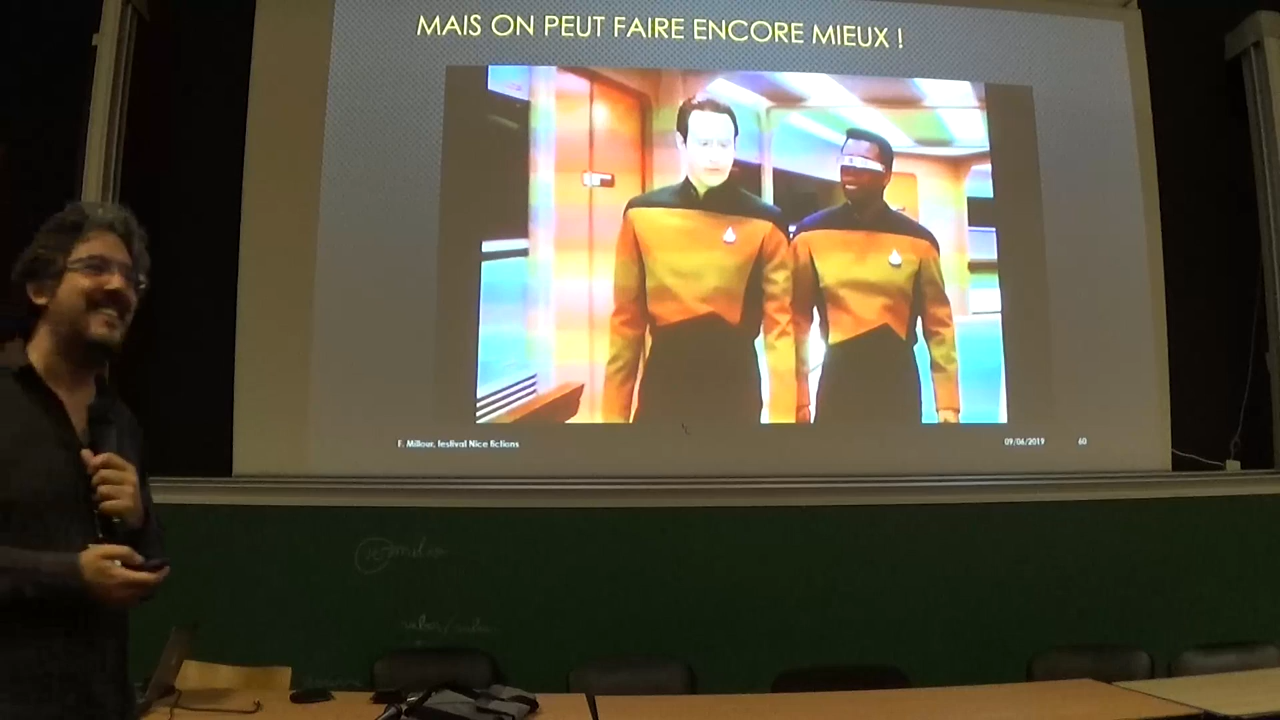 MAIS ON PEUT FAIRE ENCORE MIEUX !
F. Millour, festival Nice fictions
09/06/2019
60